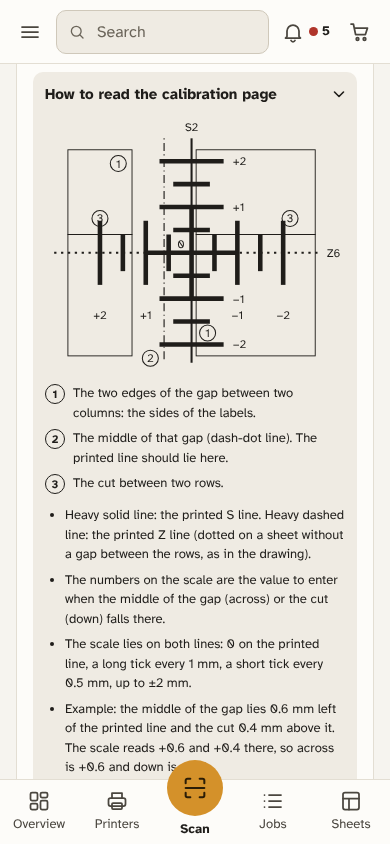 Search
5
How to read the calibration page
S2
1
+2
3
+1
3
0
Z6
−1
+2
+1
−1
−2
1
−2
2
1 The two edges of the gap between two
columns: the sides of the labels.
2 The middle of that gap (dash-dot line). The
printed line should lie here.
3 The cut between two rows.
• Heavy solid line: the printed S line. Heavy dashed
line: the printed Z line (dotted on a sheet without
a gap between the rows, as in the drawing).
• The numbers on the scale are the value to enter
when the middle of the gap (across) or the cut
(down) falls there.
• The scale lies on both lines: 0 on the printed
line, a long tick every 1 mm, a short tick every
0.5 mm, up to ±2 mm.
• Example: the middle of the gap lies 0.6 mm left
of the printed line and the cut 0.4 mm above it.
The scale reads +0.6 and +0.4 there, so across
is +0.6 and down is
Overview
Printers
Scan
Jobs
Sheets